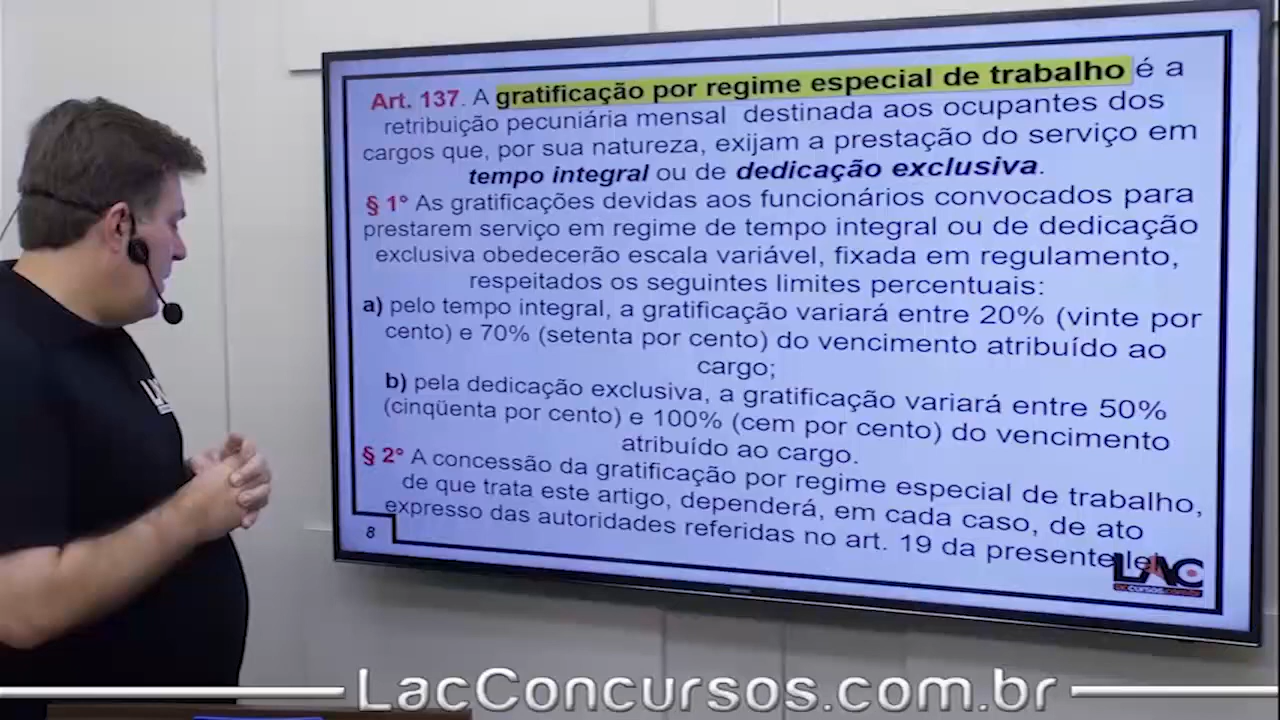 Art. 137. A gratificação por regime especial de trabalho é a
retribuição pecuniária mensal destinada aos ocupantes dos
cargos que, por sua natureza, exijam a prestação do serviço em
tempo integral ou de dedicação exclusiva.
§ 1° As gratificações devidas aos funcionários convocados para
prestarem serviço em regime de tempo integral ou de dedicação
exclusiva obedecerão escala variável, fixada em regulamento,
respeitados os seguintes limites percentuais:
a) pelo tempo integral, a gratificação variará entre 20% (vinte por
cento) e 70% (setenta por cento) do vencimento atribuído ao
cargo;
b) pela dedicação exclusiva, a gratificação variará entre 50%
(cinqüenta por cento) e 100% (cem por cento) do vencimento
atribuído ao cargo.
§ 2° A concessão da gratificação por regime especial de trabalho,
de que trata este artigo, dependerá, em cada caso, de ato
expresso das autoridades referidas no art. 19 da presente lei
8
LAC
laccursos.com.br
LacConcursos.com.br